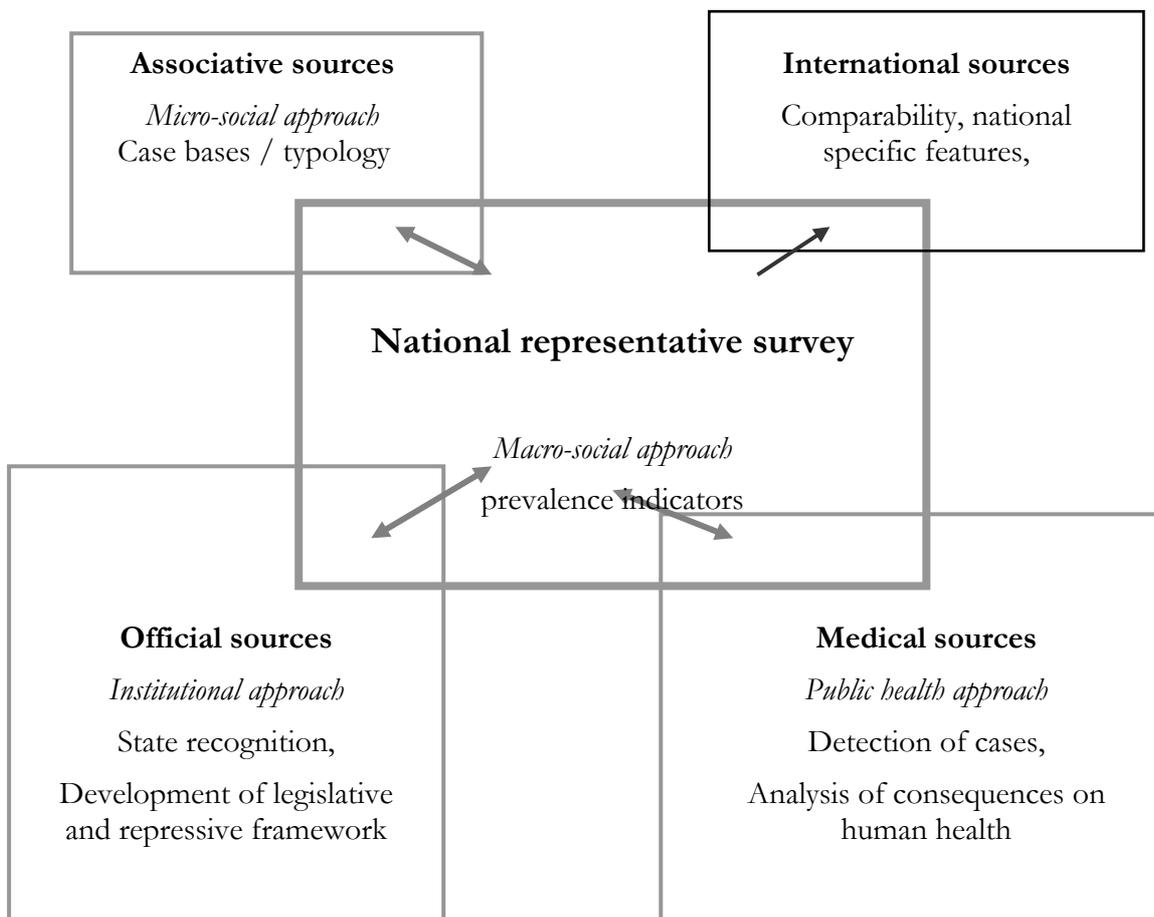 Associative sources
Micro-social approach
Case bases / typology
International sources
Comparability, national
specific features,
National representative survey
Macro-social approach
prevalence indicators
Official sources
Institutional approach
State recognition,
Development of legislative
and repressive framework
Medical sources
Public health approach
Detection of cases,
Analysis of consequences on
human health